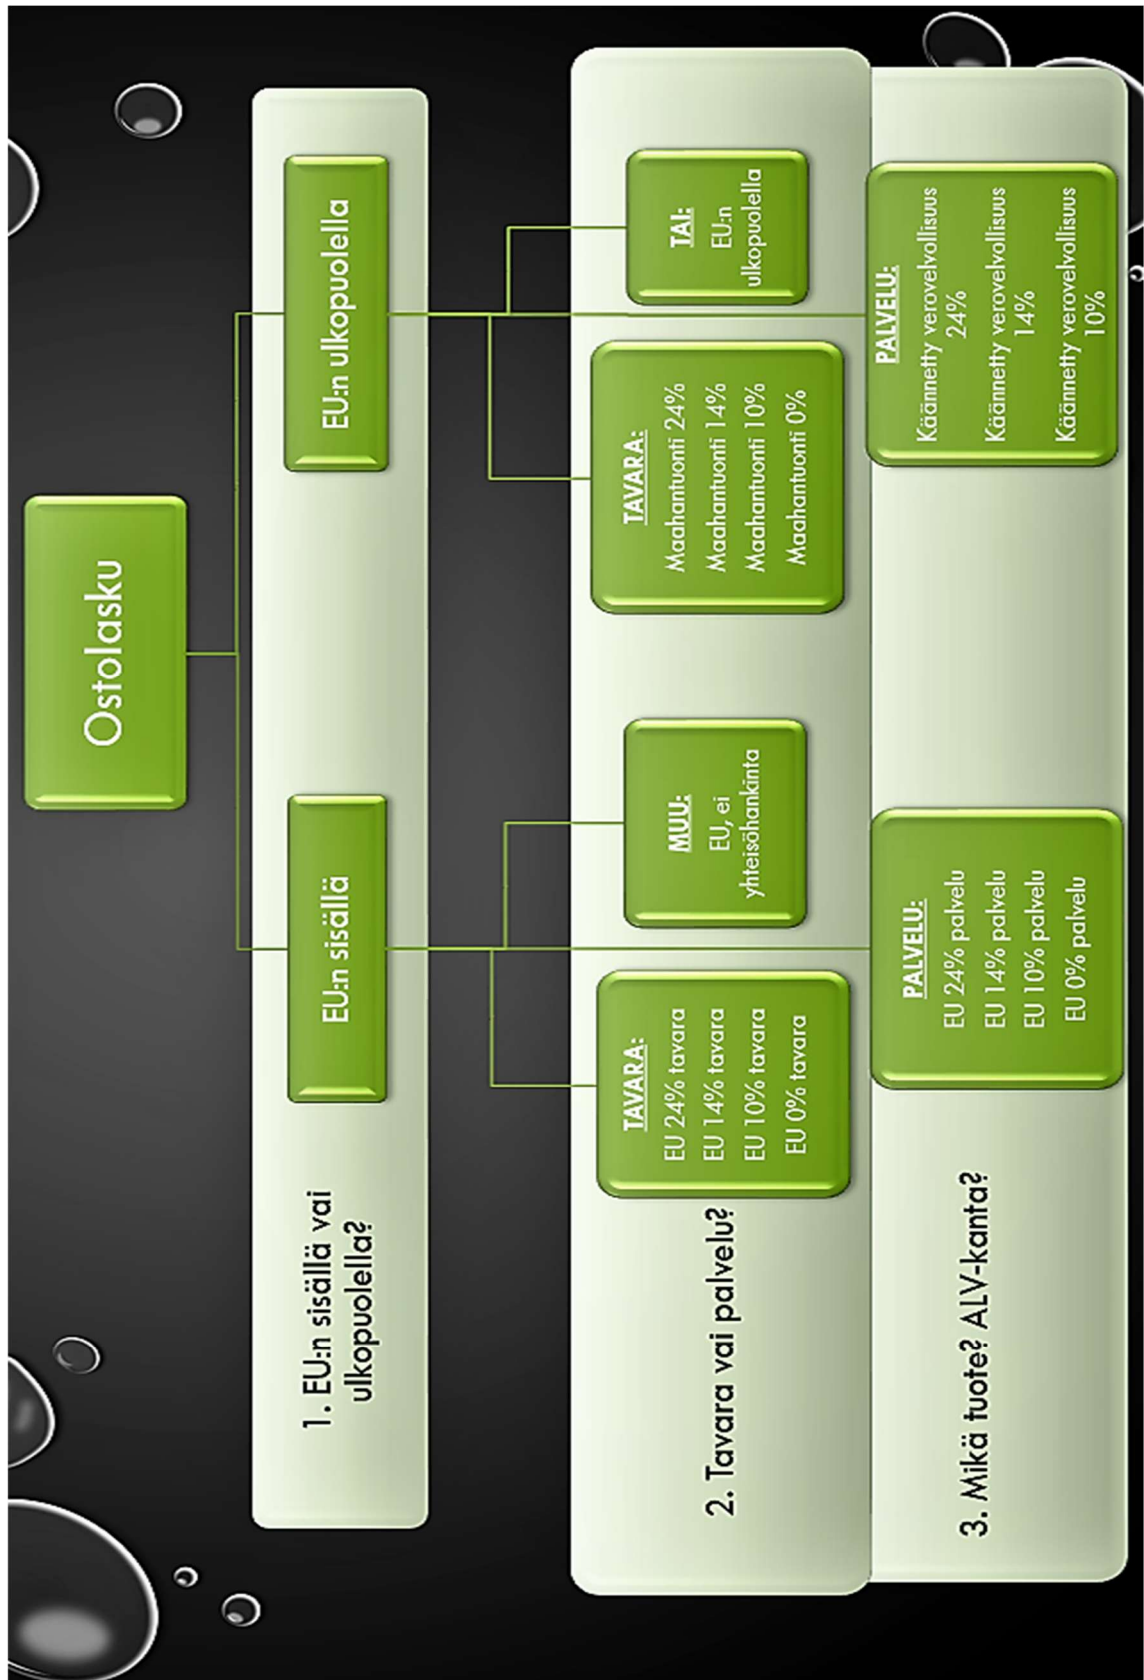 Ostolasku
1. EU:n sisällä vai
ulkopuolella?
EU:n sisällä
EU:n ulkopuolella
2. Tavara vai palvelu?
TAVARA:
EU 24% tavara
EU 14% tavara
EU 10% tavara
EU 0% tavara
MUU:
EU, ei
yhteisöhankinta
TAVARA:
Maahantuonti 24%
Maahantuonti 14%
Maahantuonti 10%
Maahantuonti 0%
TAI:
EU:n
ulkopuolella
3. Mikä tuote? ALV-kanta?
PALVELU:
EU 24% palvelu
EU 14% palvelu
EU 10% palvelu
EU 0% palvelu
PALVELU:
Käännetty verovelvollisuus
24%
Käännetty verovelvollisuus
14%
Käännetty verovelvollisuus
10%